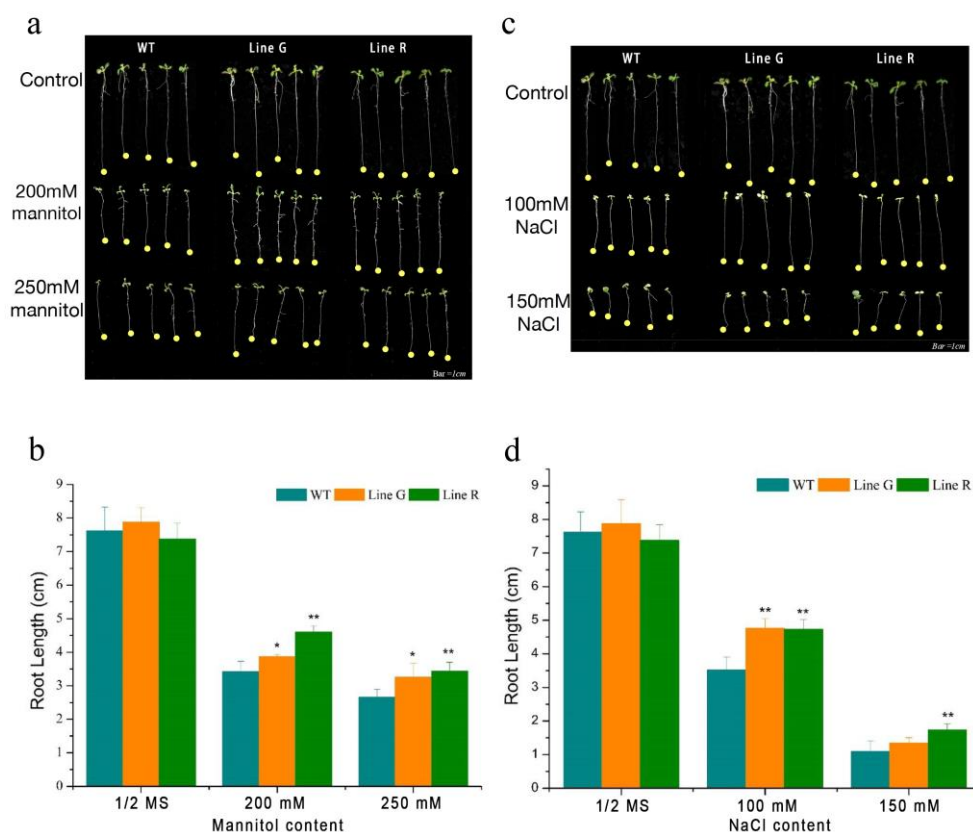 a
WT Line G Line R
Control
200mM
mannitol
250mM
mannitol
Bar =1cm
c
WT Line G Line R
Control
100mM
NaCl
150mM
NaCl
Bar =1cm
b
WT Line G Line R
Root Length (cm)
9
8
7
6
5
4
3
2
1
0
* **
* **
1/2 MS 200 mM 250 mM
Mannitol content
d
WT Line G Line R
Root Length (cm)
9
8
7
6
5
4
3
2
1
0
** **
**
1/2 MS 100 mM 150 mM
NaCl content